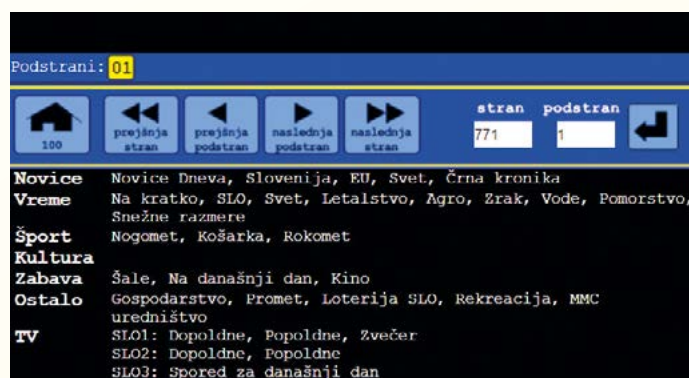 Podstrani: 01
stran podstran
100
prejšnja stran
prejšnja podstran
naslednja podstran
naslednja stran
771 1
Novice Novice Dneva, Slovenija, EU, Svet, Črna kronika
Vreme Na kratko, SLO, Svet, Letalstvo, Agro, Zrak, Vode, Pomorstvo,
Snežne razmere
Šport Nogomet, Košarka, Rokomet
Kultura
Zabava Šale, Na današnji dan, Kino
Ostalo Gospodarstvo, Promet, Loterija SLO, Rekreacija, MMC
uredništvo
TV SLO1: Dopoldne, Popoldne, Zvečer
SLO2: Dopoldne, Popoldne
SLO3: Spored za današnji dan